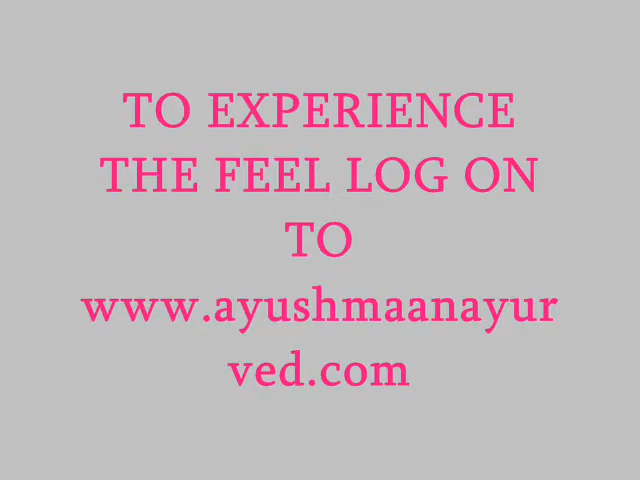 TO EXPERIENCE
THE FEEL LOG ON
TO
www.ayushmaanayur
ved.com